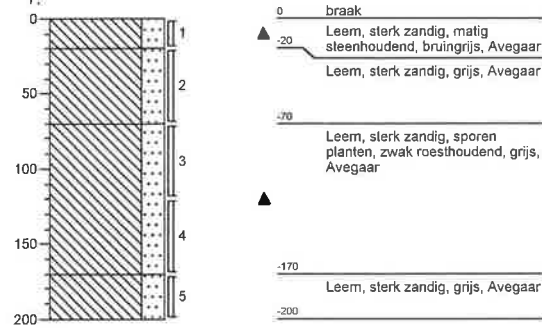 0
50
100
150
200
1
2
3
4
5
0
braak
Leem, sterk zandig, matig
steenhoudend, bruingrijs, Avegaar
-20
Leem, sterk zandig, grijs, Avegaar
-70
Leem, sterk zandig, sporen
planten, zwak roesthoudend, grijs,
Avegaar
-170
Leem, sterk zandig, grijs, Avegaar
-200